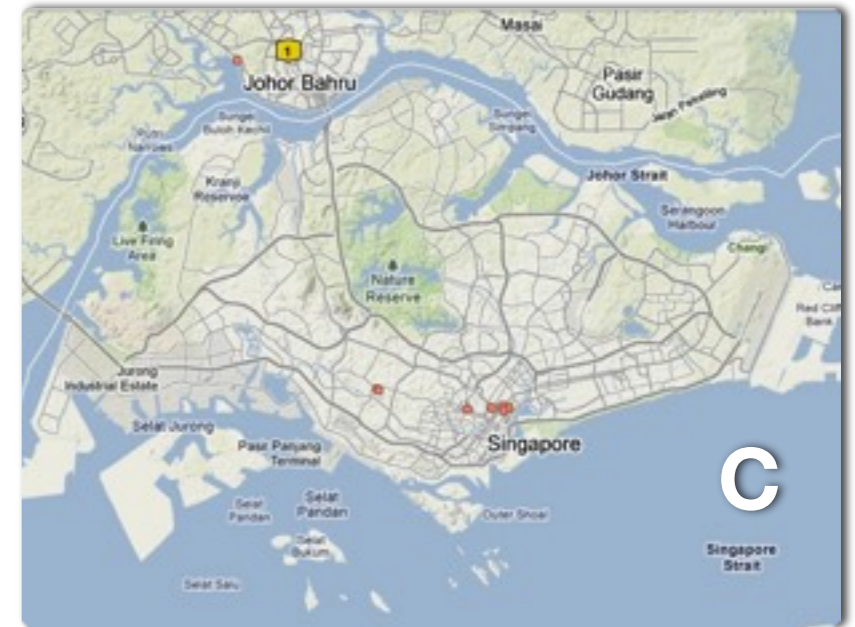 Masai
1
Johor Bahru
Pasir
Gudang
Sungei
Buloh Kechil
Sungei
Simpang
Narrows
Johor Strait
Kranji
Reservoir
Serangoon
Harbour
Live Firing
Area
Changi
Nature
Reserve
Red Cliff
Bank
Jurong
Industrial Estate
Selat Jurong
Singapore
Pasir Panjang
Terminal
C
Selat
Pandan
Selat
Pandan
Outer Shoal
Selat
Bukum
Singapore
Strait